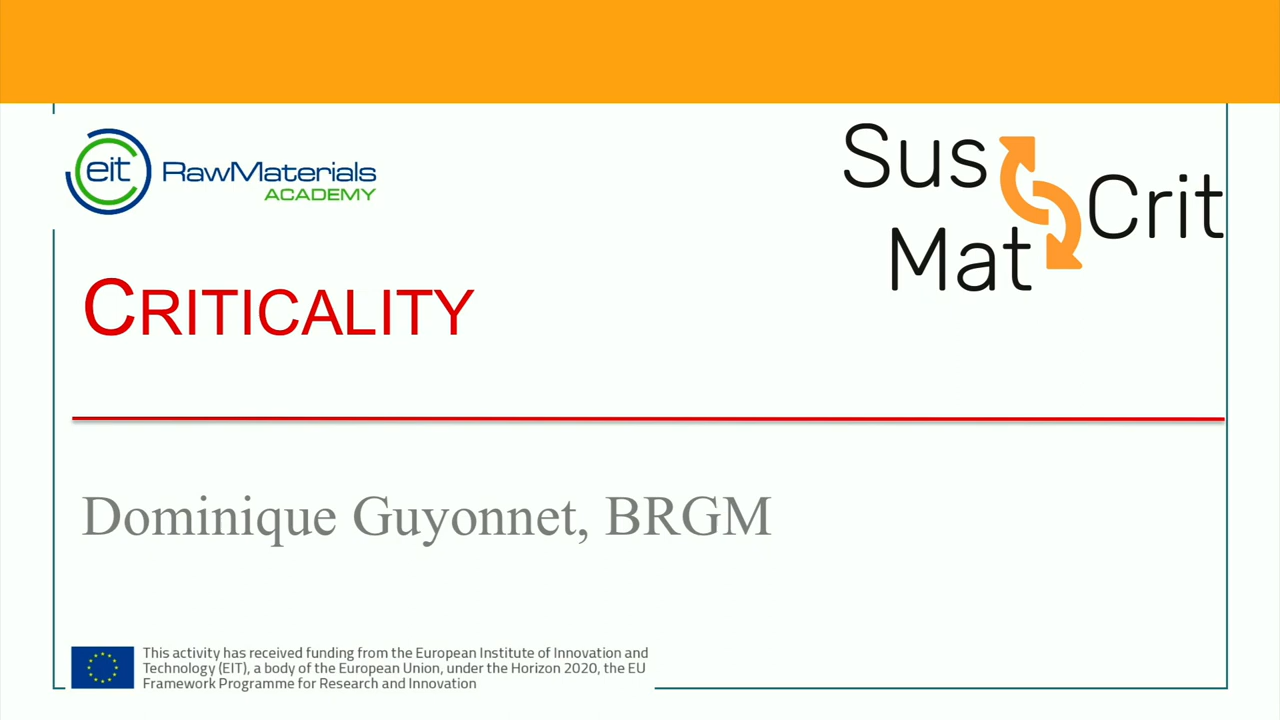 eit RawMaterials
ACADEMY
Sus
Crit
Mat
CRITICALITY
Dominique Guyonnet, BRGM
This activity has received funding from the European Institute of Innovation and
Technology (EIT), a body of the European Union, under the Horizon 2020, the EU
Framework Programme for Research and Innovation